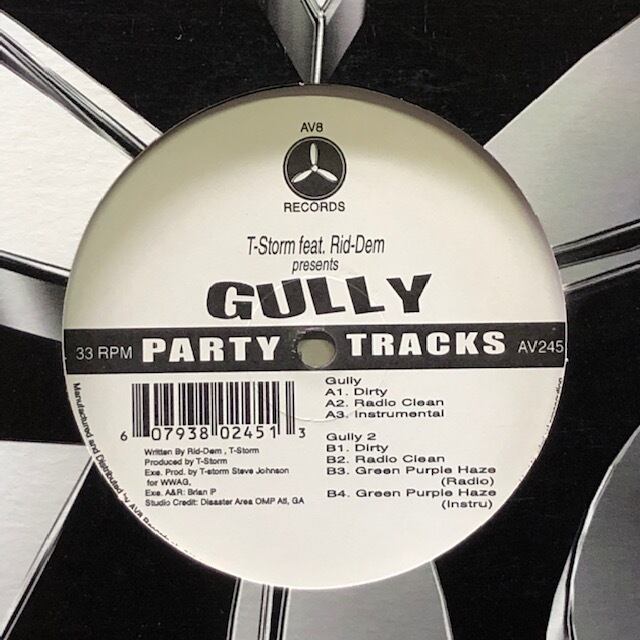 AV8
RECORDS
T-Storm feat. Rid-Dem
presents
GULLY
33 RPM PARTY TRACKS AV245
Gully
A1. Dirty
A2. Radio Clean
A3. Instrumental
Gully 2
B1. Dirty
B2. Radio Clean
B3. Green Purple Haze
(Radio)
B4. Green Purple Haze
(Instru)
6 07938 02451 3
Written By Rid-Dem , T-Storm
Produced by T-Storm
Exe. Prod. by T-storm Steve Johnson
for WWAG,
Exe. A&R: Brian P
Studio Credit: Disaster Area OMP Atl, GA
Manufactured and Distributed by AV8